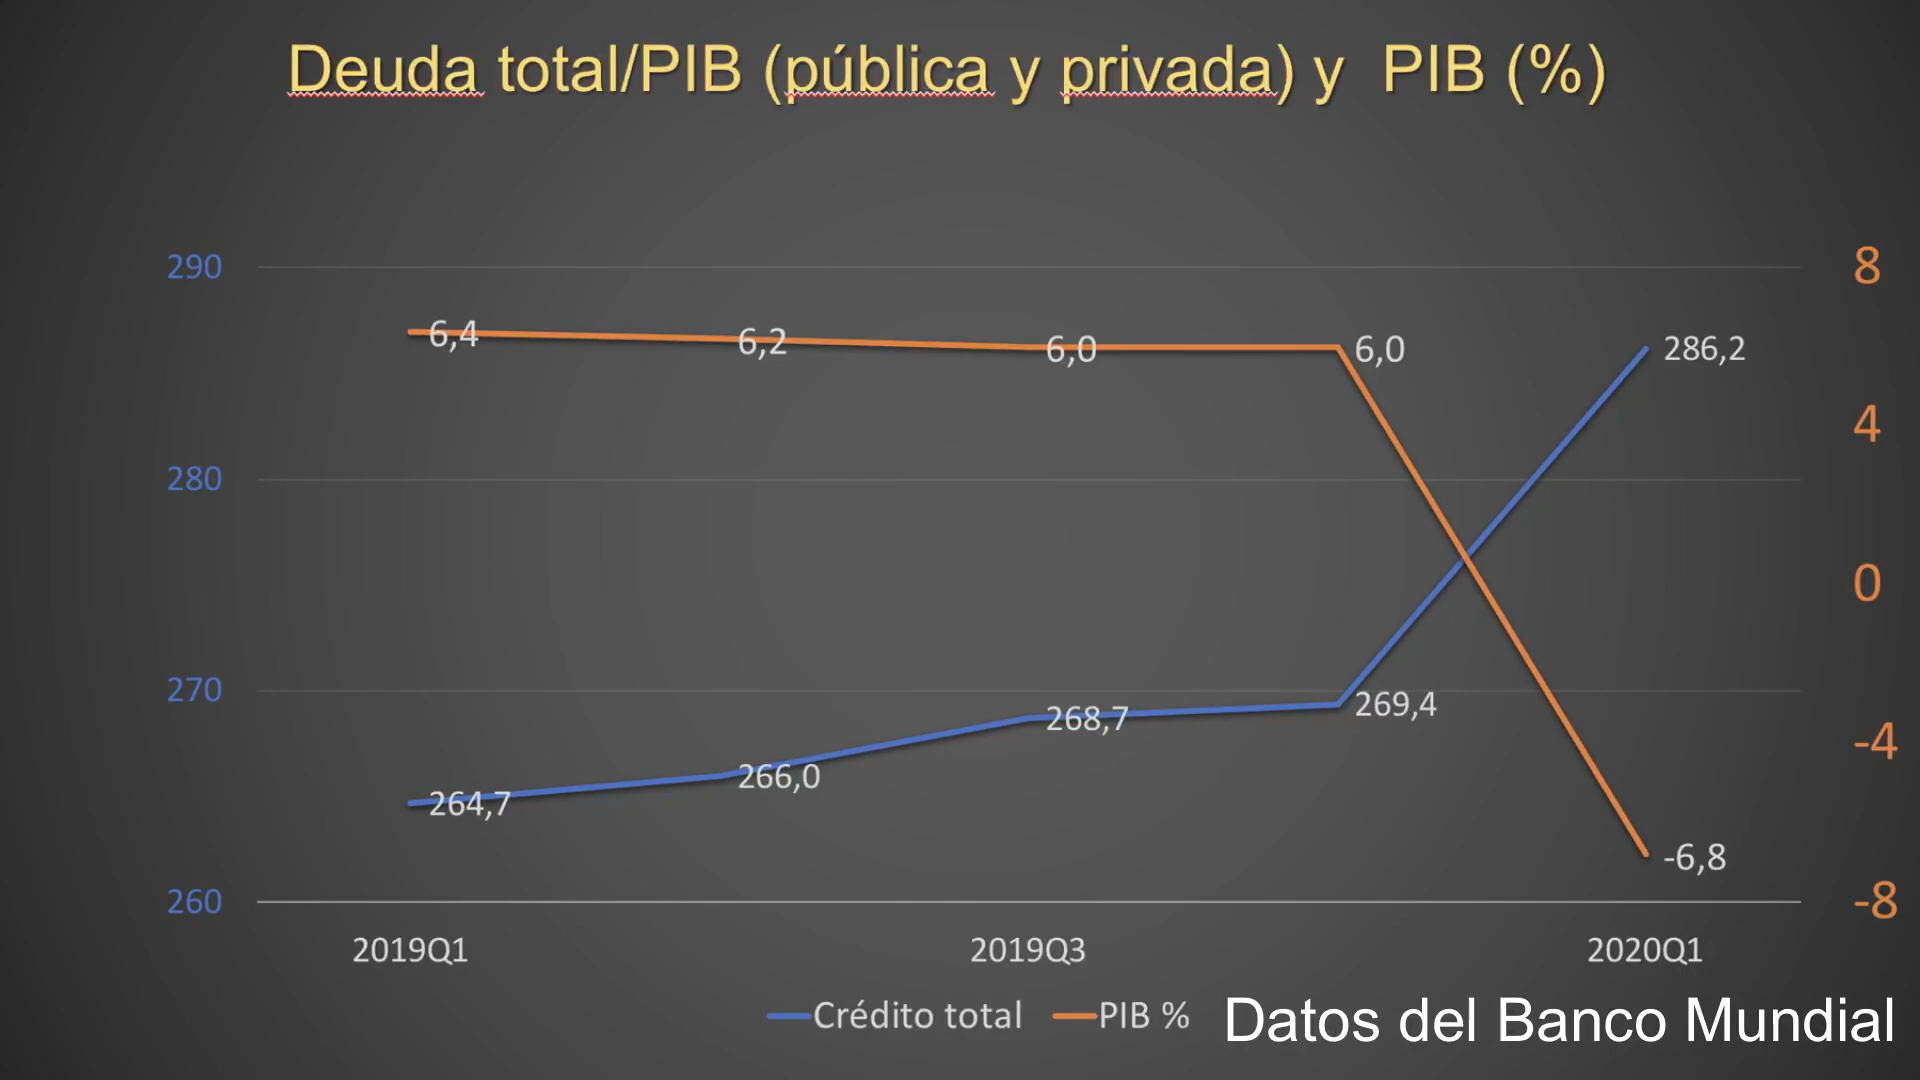 Deuda total/PIB (pública y privada) y PIB (%)
290
8
6,4
6,2
6,0
6,0
286,2
4
280
0
270
269,4
268,7
-4
266,0
264,7
-6,8
260
-8
2019Q1
2019Q3
2020Q1
Crédito total
PIB %
Datos del Banco Mundial